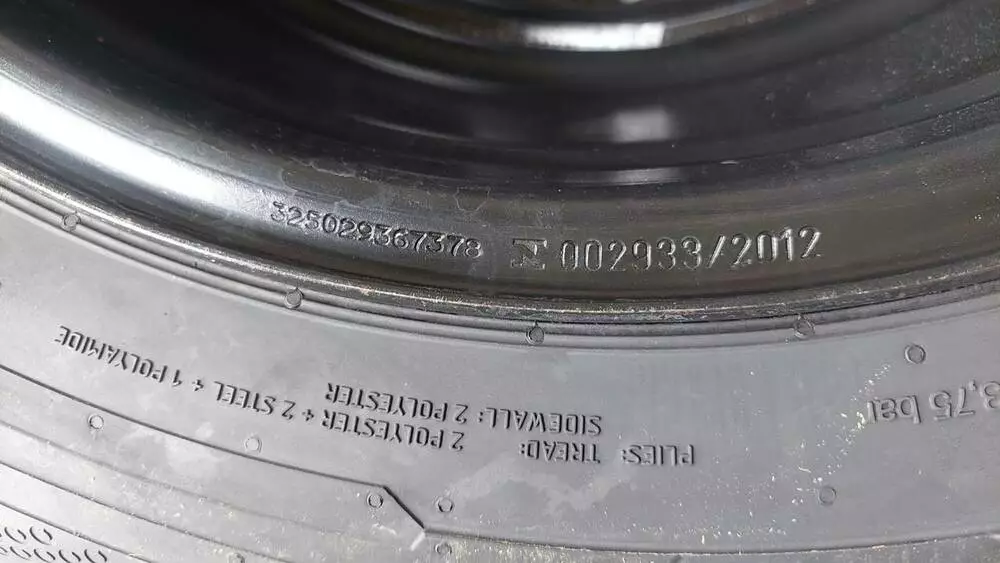 325029367378 002933/2012
3,75 bar
PLIES: TREAD: 2 POLYESTER + 2 STEEL + 1 POLYAMIDE
SIDEWALL: 2 POLYESTER